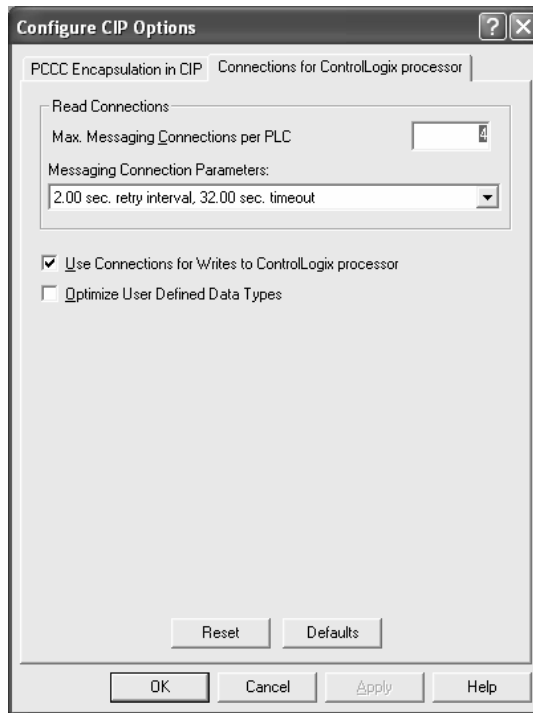 Configure CIP Options
PCCC Encapsulation in CIP
Connections for ControlLogix processor
Read Connections
Max. Messaging Connections per PLC
4
Messaging Connection Parameters:
2.00 sec. retry interval, 32.00 sec. timeout
Use Connections for Writes to ControlLogix processor
Optimize User Defined Data Types
Reset
Defaults
OK
Cancel
Apply
Help